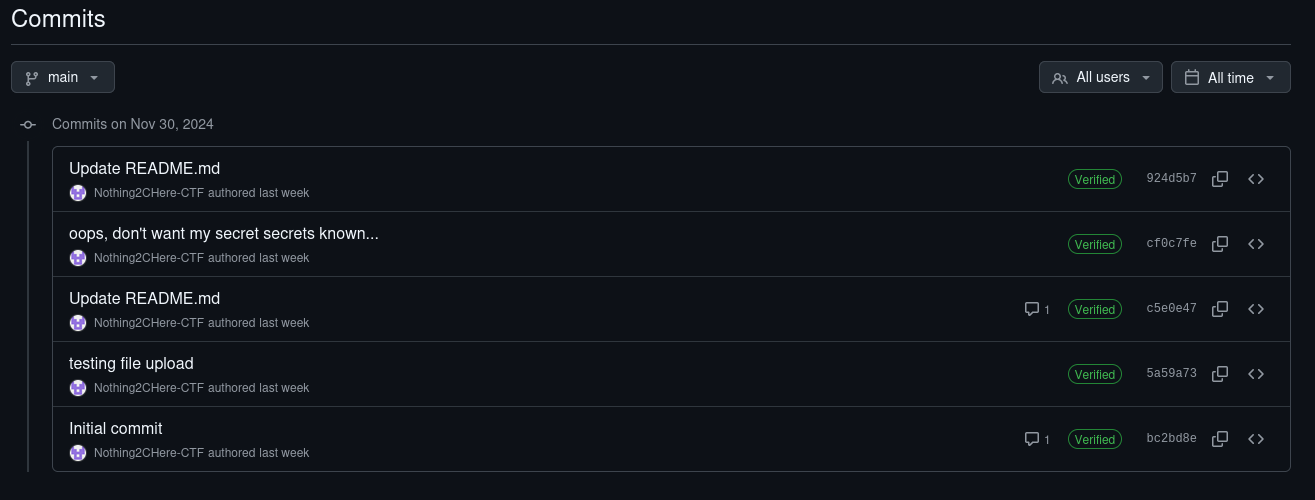 Commits
main
All users
All time
Commits on Nov 30, 2024
Update README.md
Nothing2CHere-CTF authored last week
Verified
924d5b7
oops, don't want my secret secrets known...
Nothing2CHere-CTF authored last week
Verified
cf0c7fe
Update README.md
Nothing2CHere-CTF authored last week
1
Verified
c5e0e47
testing file upload
Nothing2CHere-CTF authored last week
Verified
5a59a73
Initial commit
Nothing2CHere-CTF authored last week
1
Verified
bc2bd8e